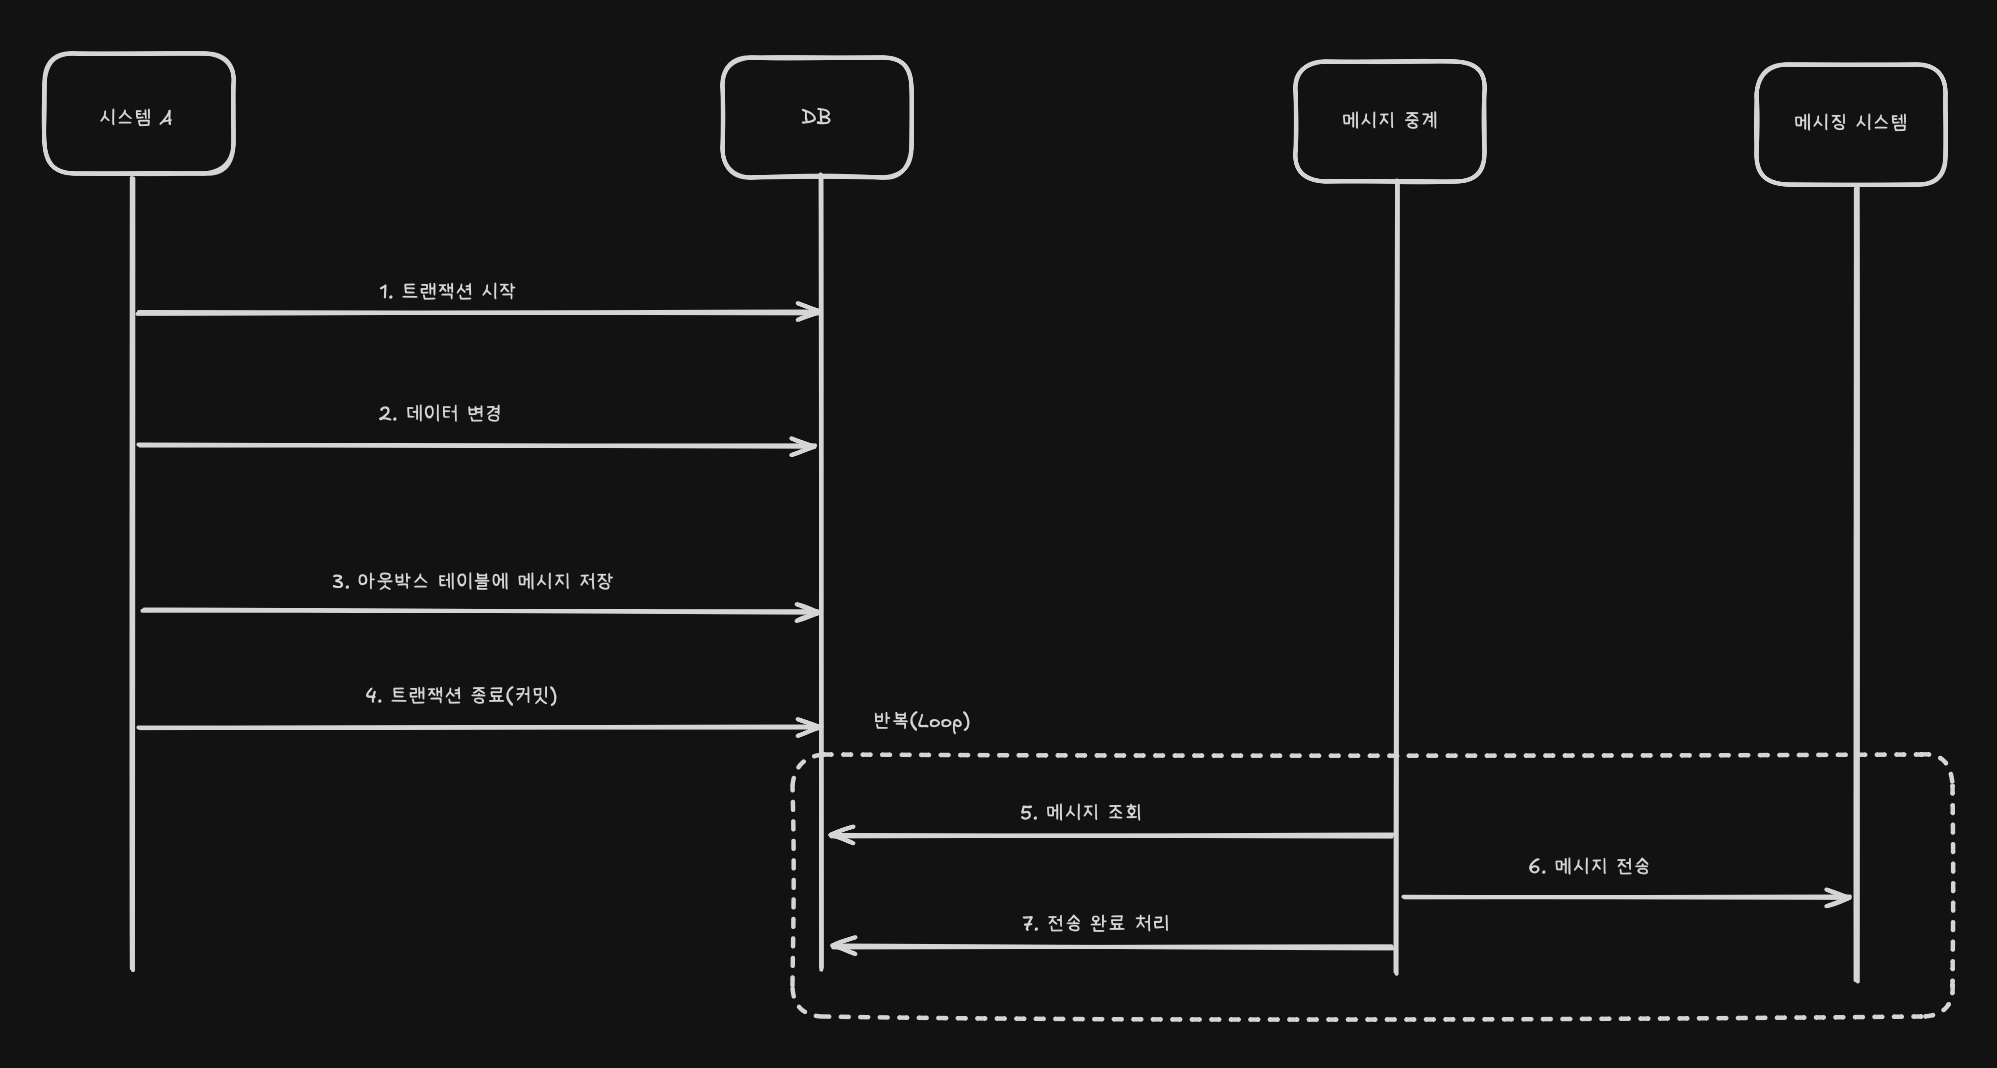 시스템 A
DB
메시지 중계
메시징 시스템
1. 트랜잭션 시작
2. 데이터 변경
3. 아웃박스 테이블에 메시지 저장
4. 트랜잭션 종료(커밋)
반복(Loop)
5. 메시지 조회
6. 메시지 전송
7. 전송 완료 처리